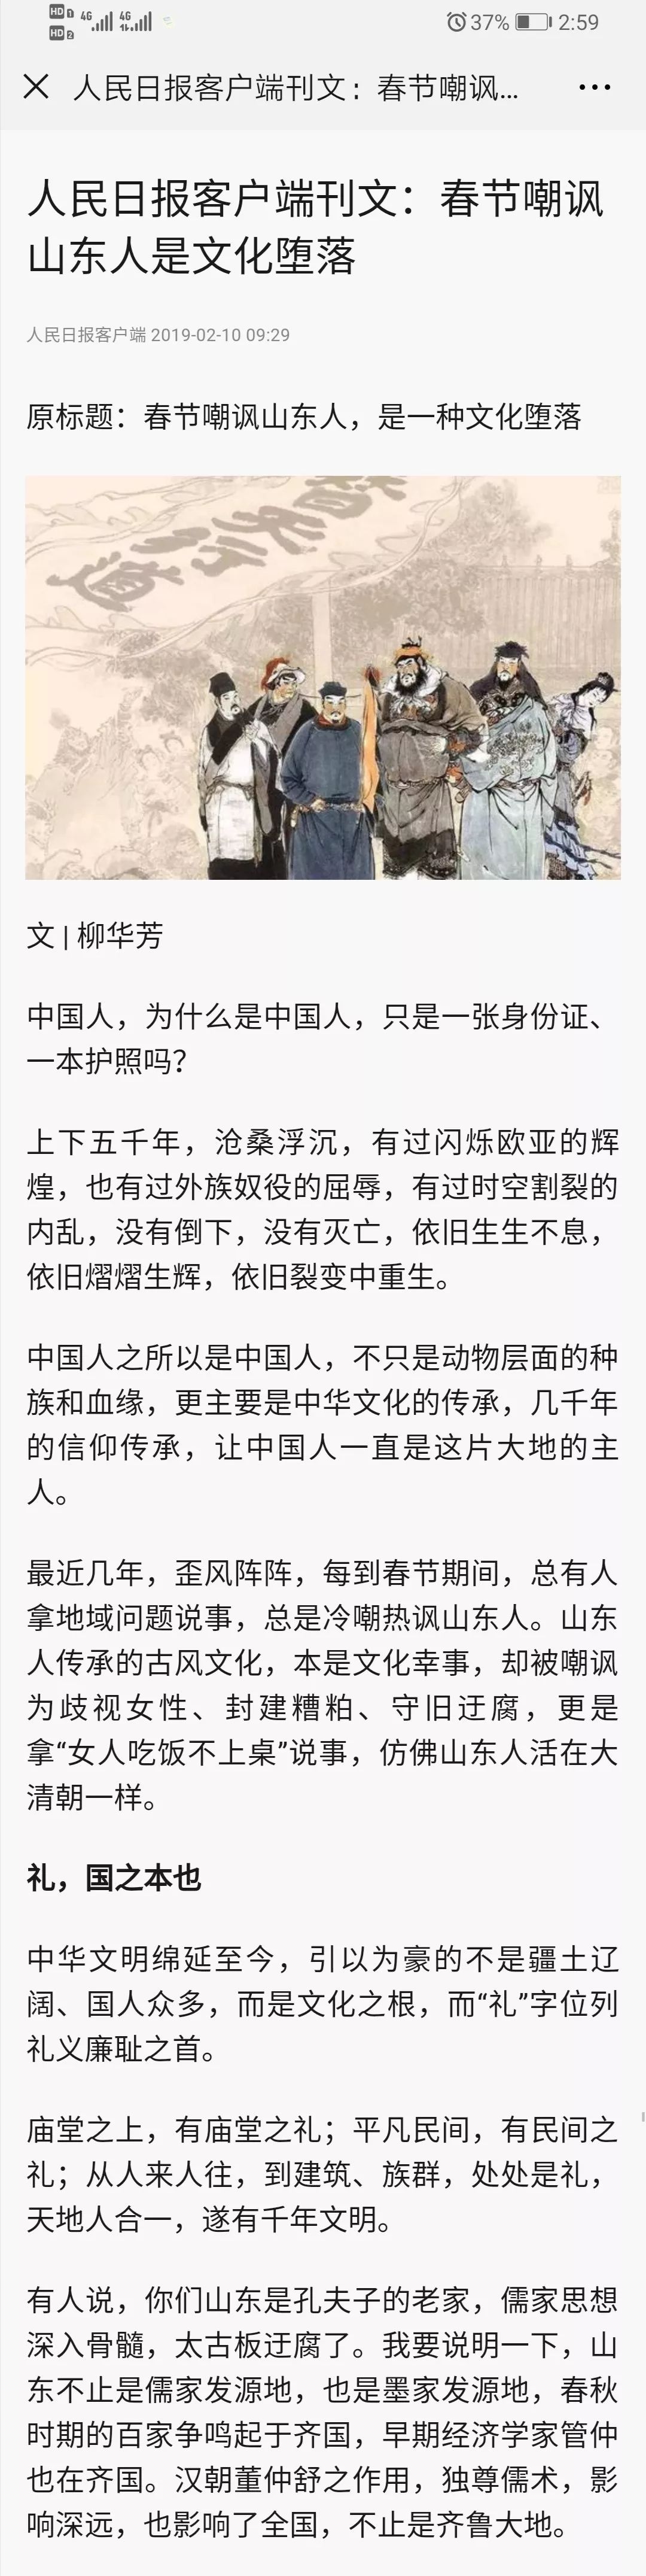 HD 1 4G 4G 37% 2:59
HD 2
人民日报客户端刊文：春节嘲讽...
人民日报客户端刊文：春节嘲讽
山东人是文化堕落
人民日报客户端 2019-02-10 09:29
原标题：春节嘲讽山东人，是一种文化堕落
替天行道
文 | 柳华芳
中国人，为什么是中国人，只是一张身份证、
一本护照吗？
上下五千年，沧桑浮沉，有过闪烁欧亚的辉
煌，也有过外族奴役的屈辱，有过时空割裂的
内乱，没有倒下，没有灭亡，依旧生生不息，
依旧熠熠生辉，依旧裂变中重生。
中国人之所以是中国人，不只是动物层面的种
族和血缘，更主要是中华文化的传承，几千年
的信仰传承，让中国人一直是这片大地的主
人。
最近几年，歪风阵阵，每到春节期间，总有人
拿地域问题说事，总是冷嘲热讽山东人。山东
人传承的古风文化，本是文化幸事，却被嘲讽
为歧视女性、封建糟粕、守旧迂腐，更是
拿“女人吃饭不上桌”说事，仿佛山东人活在大
清朝一样。
礼，国之本也
中华文明绵延至今，引以为豪的不是疆土辽
阔、国人众多，而是文化之根，而“礼”字位列
礼义廉耻之首。
庙堂之上，有庙堂之礼；平凡民间，有民间之
礼；从人来人往，到建筑、族群，处处是礼，
天地人合一，遂有千年文明。
有人说，你们山东是孔夫子的老家，儒家思想
深入骨髓，太古板迂腐了。我要说明一下，山
东不止是儒家发源地，也是墨家发源地，春秋
时期的百家争鸣起于齐国，早期经济学家管仲
也在齐国。汉朝董仲舒之作用，独尊儒术，影
响深远，也影响了全国，不止是齐鲁大地。